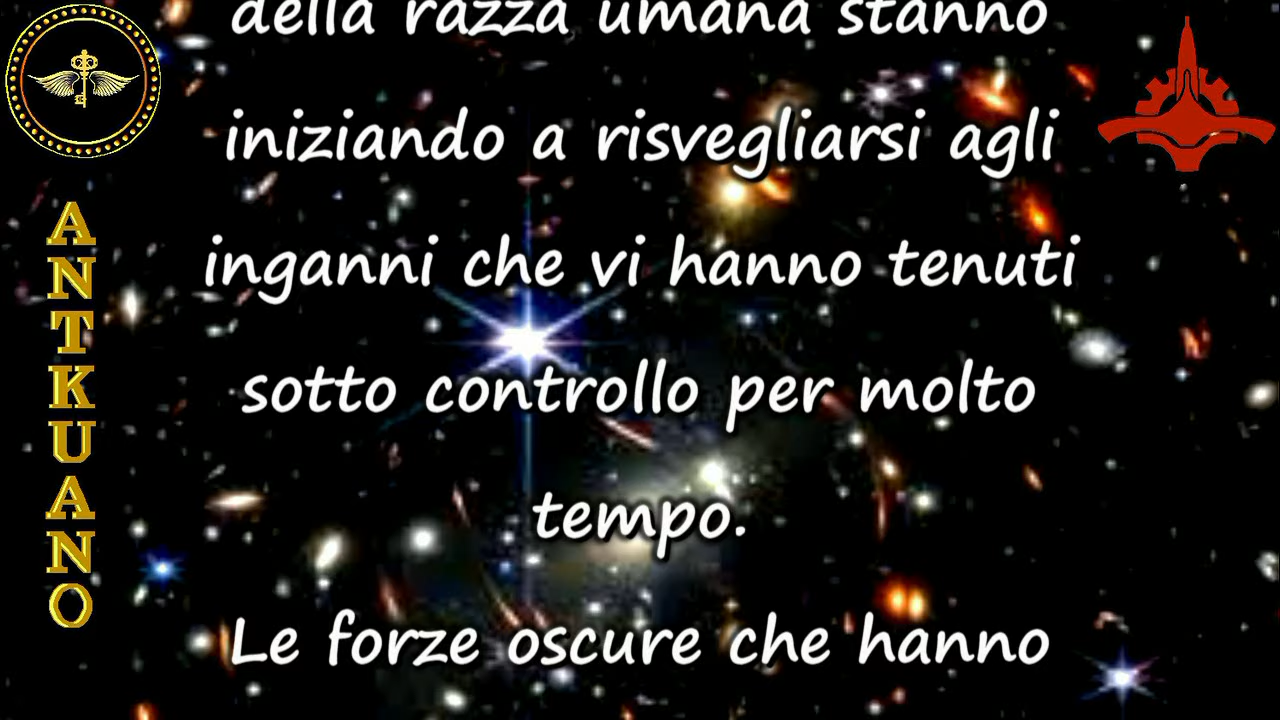 della razza umana stanno
iniziando a risvegliarsi agli
inganni che vi hanno tenuti
sotto controllo per molto
tempo.
Le forze oscure che hanno
ANTKUANO